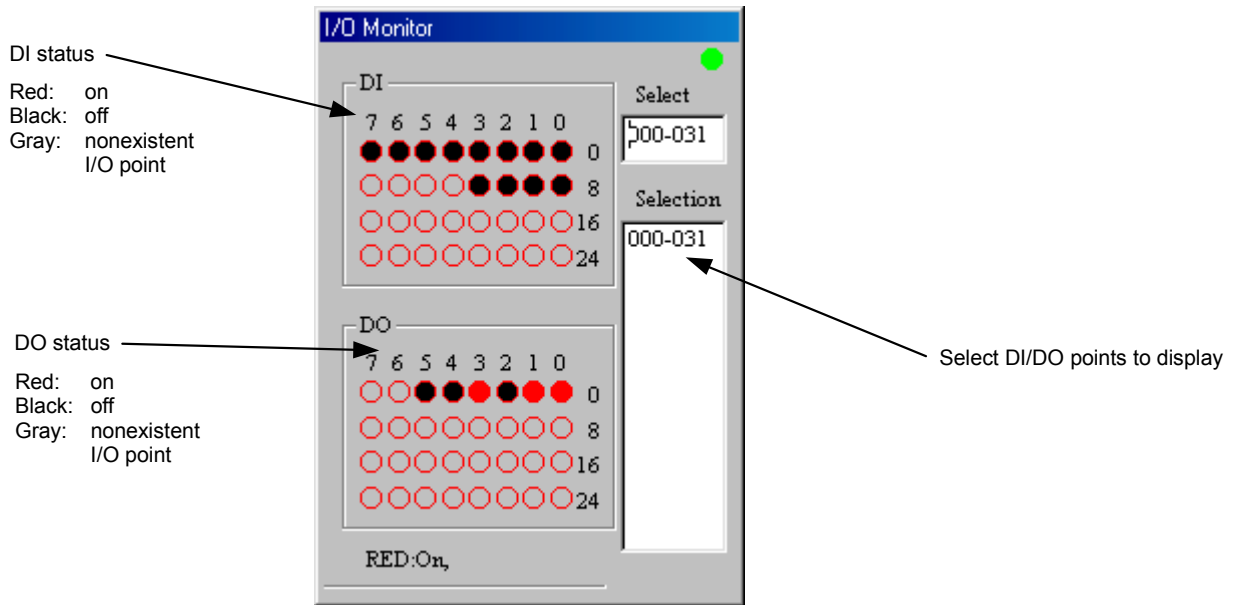 I/O Monitor
DI status
Red: on
Black: off
Gray: nonexistent
I/O point
DI
7 6 5 4 3 2 1 0
0
8
16
24
Select
000-031
Selection
000-031
DO status
Red: on
Black: off
Gray: nonexistent
I/O point
DO
7 6 5 4 3 2 1 0
0
8
16
24
Select DI/DO points to display
RED:On,